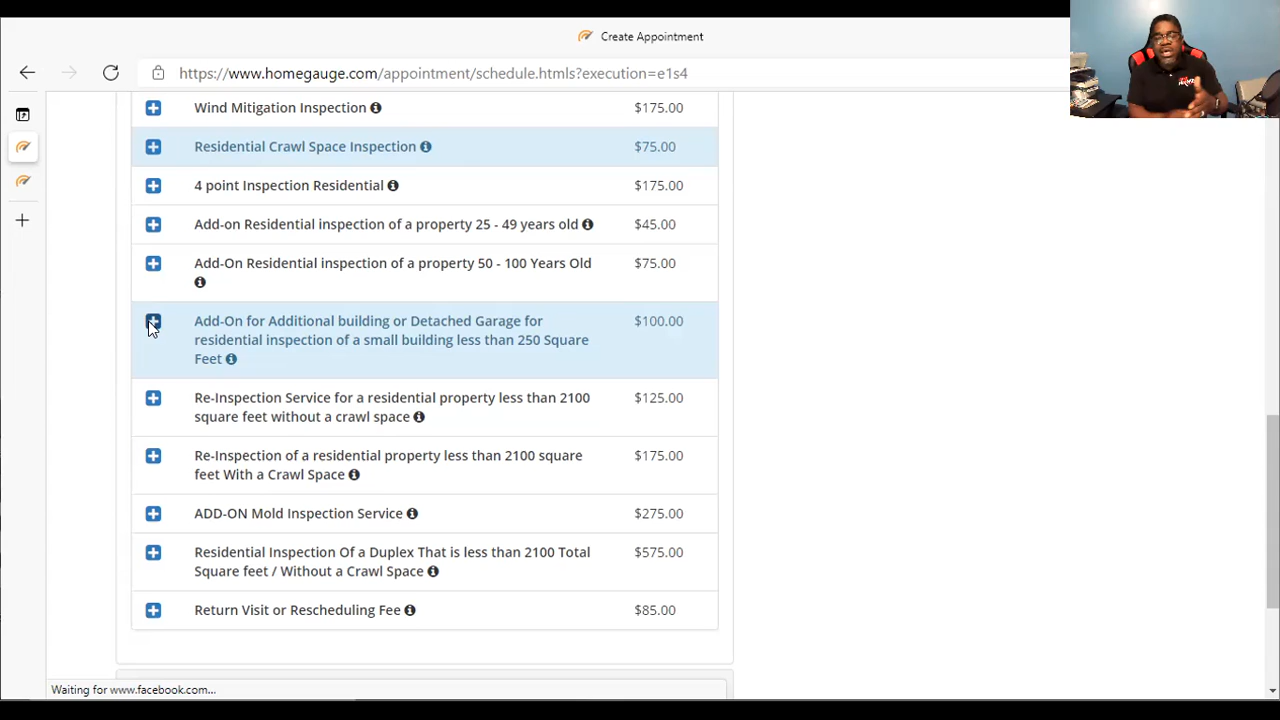 Create Appointment
https://www.homegauge.com/appointment/schedule.htmls?execution=e1s4
Wind Mitigation Inspection $175.00
Residential Crawl Space Inspection $75.00
4 point Inspection Residential $175.00
Add-on Residential inspection of a property 25 - 49 years old $45.00
Add-On Residential inspection of a property 50 - 100 Years Old $75.00
Add-On for Additional building or Detached Garage for $100.00
residential inspection of a small building less than 250 Square
Feet
Re-Inspection Service for a residential property less than 2100 $125.00
square feet without a crawl space
Re-Inspection of a residential property less than 2100 square $175.00
feet With a Crawl Space
ADD-ON Mold Inspection Service $275.00
Residential Inspection Of a Duplex That is less than 2100 Total $575.00
Square feet / Without a Crawl Space
Return Visit or Rescheduling Fee $85.00
Waiting for www.facebook.com...